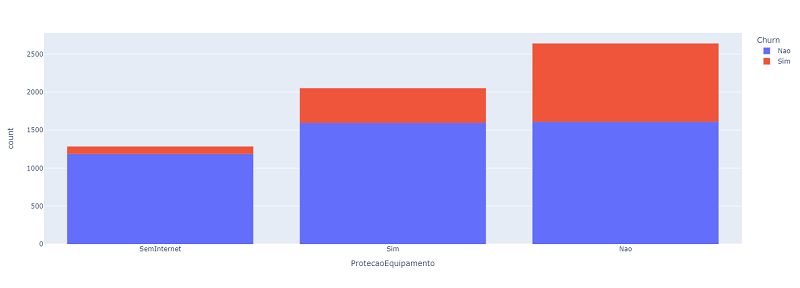 Churn
Nao
Sim
2500
2000
1500
1000
500
0
count
SemInternet
Sim
Nao
ProtecaoEquipamento